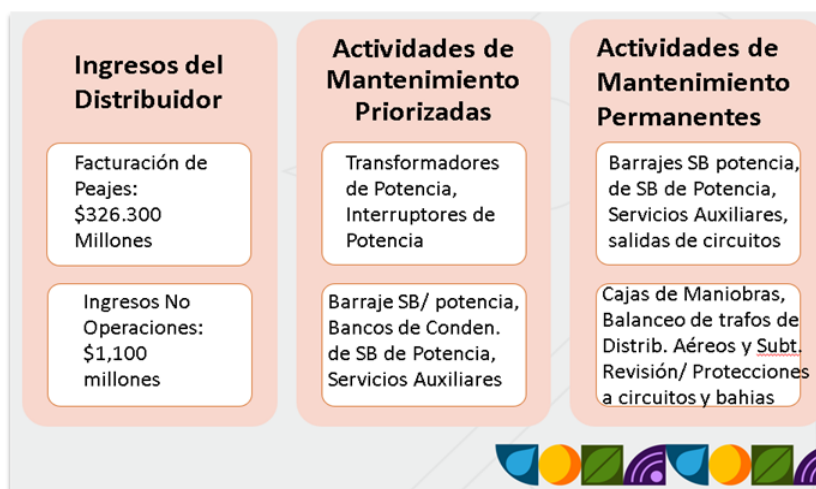 Ingresos del
Distribuidor
Facturación de
Peajes:
$326.300
Millones
Ingresos No
Operaciones:
$1,100
millones
Actividades de
Mantenimiento
Priorizadas
Transformadores
de Potencia,
Interruptores de
Potencia
Barraje SB/ potencia,
Bancos de Conden.
de SB de Potencia,
Servicios Auxiliares
Actividades de
Mantenimiento
Permanentes
Barrajes SB potencia,
de SB de Potencia,
Servicios Auxiliares,
salidas de circuitos
Cajas de Maniobras,
Balanceo de trafos de
Distrib. Aéreos y Subt.
Revisión/ Protecciones
a circuitos y bahias